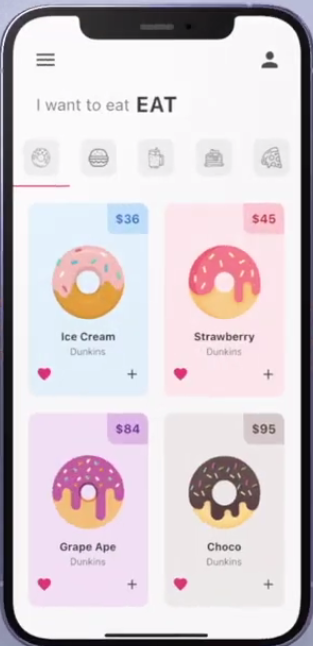 I want to eat EAT
$36
$45
Ice Cream
Strawberry
Dunkins
Dunkins
$84
$95
Grape Ape
Choco
Dunkins
Dunkins